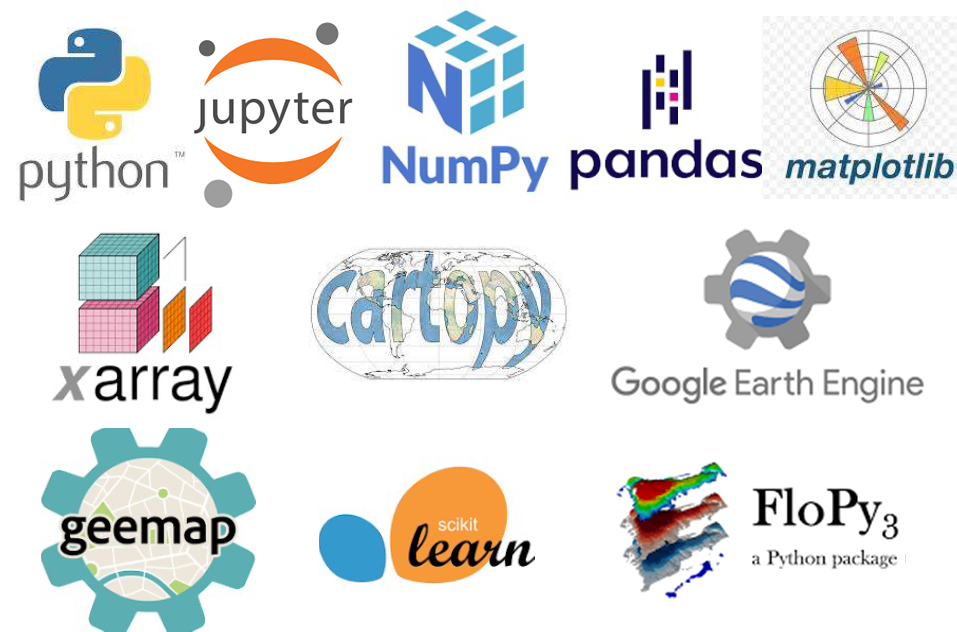 python™
jupyter
NumPy
pandas
matplotlib
xarray
cartopy
Google Earth Engine
geemap
scikit
learn
FloPy3
a Python package